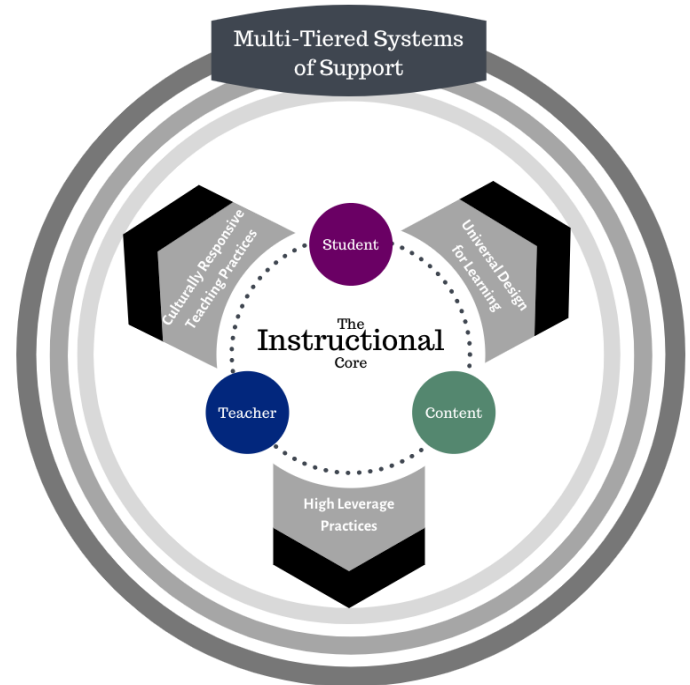 Multi-Tiered Systems
of Support
Culturally Responsive
Teaching Practices
Student
Universal Design
for Learning
The
Instructional
Core
Teacher
Content
High Leverage
Practices